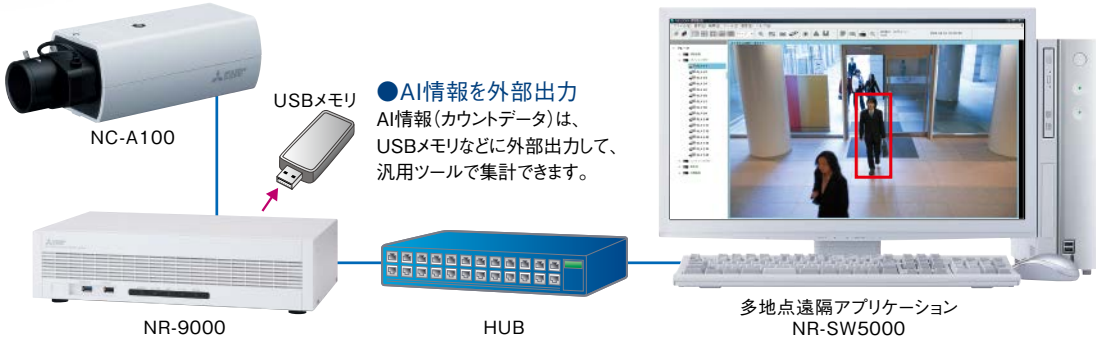 NC-A100
USBメモリ
●AI情報を外部出力
AI情報(カウントデータ)は、
USBメモリなどに外部出力して、
汎用ツールで集計できます。
NR-9000
HUB
多地点遠隔アプリケーション
NR-SW5000